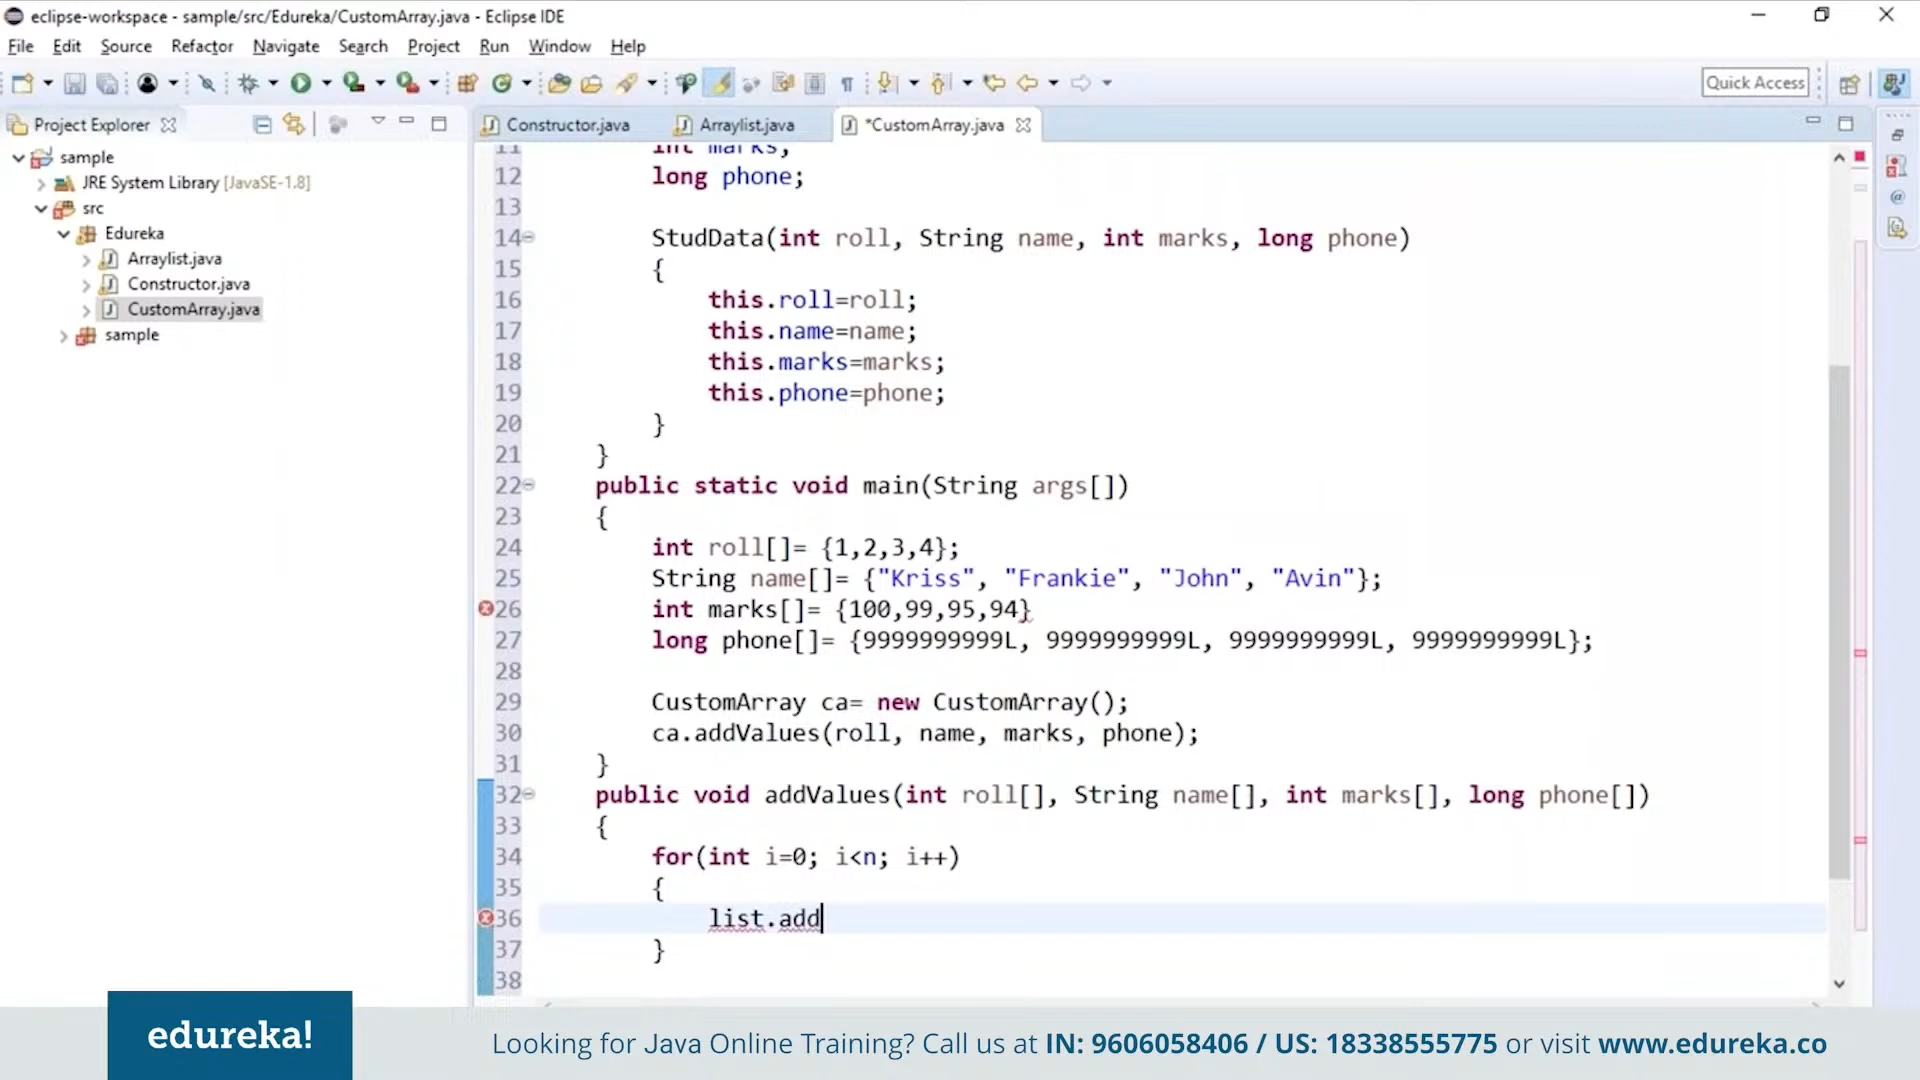 eclipse-workspace - sample/src/Edureka/CustomArray.java - Eclipse IDE
File Edit Source Refactor Navigate Search Project Run Window Help
Quick Access
Project Explorer
Constructor.java Arraylist.java *CustomArray.java
sample
JRE System Library [JavaSE-1.8]
src
Edureka
Arraylist.java
Constructor.java
CustomArray.java
sample
11 int marks;
12 long phone;
13
14 StudData(int roll, String name, int marks, long phone)
15 {
16 this.roll=roll;
17 this.name=name;
18 this.marks=marks;
19 this.phone=phone;
20 }
21 }
22 public static void main(String args[])
23 {
24 int roll[]= {1,2,3,4};
25 String name[]= {"Kriss", "Frankie", "John", "Avin"};
26 int marks[]= {100,99,95,94}
27 long phone[]= {9999999999L, 9999999999L, 9999999999L, 9999999999L};
28
29 CustomArray ca= new CustomArray();
30 ca.addValues(roll, name, marks, phone);
31 }
32 public void addValues(int roll[], String name[], int marks[], long phone[])
33 {
34 for(int i=0; i<n; i++)
35 {
36 list.add
37 }
38
edureka!
Looking for Java Online Training? Call us at IN: 9606058406 / US: 18338555775 or visit www.edureka.co